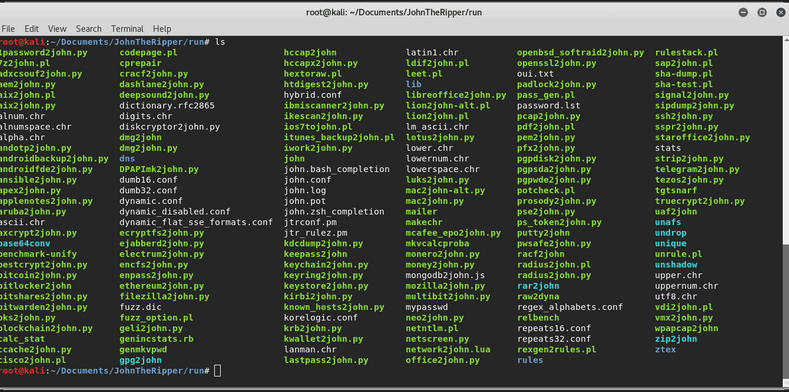 root@kali: ~/Documents/JohnTheRipper/run
File Edit View Search Terminal Help
root@kali:~/Documents/JohnTheRipper/run# ls
1password2john.py codepage.pl hccap2john latin1.chr openbsd_softraid2john.py rulestack.pl
7z2john.pl cprepair hccapx2john.py ldif2john.pl openssl2john.py sap2john.pl
adxcsouf2john.py cracf2john.py hextoraw.pl leet.pl oui.txt sha-dump.pl
aem2john.py dashlane2john.py htdigest2john.py lib padlock2john.py sha-test.pl
aix2john.pl deepsound2john.py hybrid.conf libreoffice2john.py pass_gen.pl signal2john.py
aix2john.py dictionary.rfc2865 ibmiscanner2john.py lion2john-alt.pl password.lst sipdump2john.py
alnum.chr digits.chr ikescan2john.py lion2john.pl pcap2john.py ssh2john.py
alnumspace.chr diskcryptor2john.py ios7tojohn.pl lm_ascii.chr pdf2john.pl sspr2john.py
alpha.chr dmg2john itunes_backup2john.pl lotus2john.py pem2john.py staroffice2john.py
andotp2john.py dmg2john.py iwork2john.py lower.chr pfx2john.py stats
androidbackup2john.py dns john lowernum.chr pgpdisk2john.py strip2john.py
androidfde2john.py DPAPImk2john.py john.bash_completion lowerspace.chr pgpsda2john.py telegram2john.py
ansible2john.py dumb16.conf john.conf luks2john.py pgpwde2john.py tezos2john.py
apex2john.py dumb32.conf john.log mac2john-alt.py potcheck.pl tgtsnarf
applenotes2john.py dynamic.conf john.pot mac2john.py prosody2john.py truecrypt2john.py
aruba2john.py dynamic_disabled.conf john.zsh_completion mailer pse2john.py uaf2john
ascii.chr dynamic_flat_sse_formats.conf jtrconf.pm makechr ps_token2john.py unafs
axcrypt2john.py ecryptfs2john.py jtr_rulez.pm mcafee_epo2john.py putty2john undrop
base64conv ejabberd2john.py kdcdump2john.py mkvcalcproba pwsafe2john.py unique
benchmark-unify electrum2john.py keepass2john monero2john.py racf2john unrule.pl
bestcrypt2john.py encfs2john.py keychain2john.py money2john.py radius2john.pl unshadow
bitcoin2john.py enpass2john.py keyring2john.py mongodb2john.js radius2john.py upper.chr
bitlocker2john ethereum2john.py keystore2john.py mozilla2john.py rar2john uppernum.chr
bitshares2john.py filezilla2john.py kirbi2john.py multibit2john.py raw2dyna utf8.chr
bitwarden2john.py fuzz.dic known_hosts2john.py mypasswd regex_alphabets.conf vdi2john.pl
bks2john.py fuzz_option.pl korelogic.conf neo2john.py relbench vmx2john.py
blockchain2john.py geli2john.py krb2john.py netntlm.pl repeats16.conf wpapcap2john
calc_stat genincstats.rb kwallet2john.py netscreen.py repeats32.conf zip2john
ccache2john.py genmkvpwd lanman.chr network2john.lua rexgen2rules.pl ztex
cisco2john.pl gpg2john lastpass2john.py office2john.py rules
root@kali:~/Documents/JohnTheRipper/run#